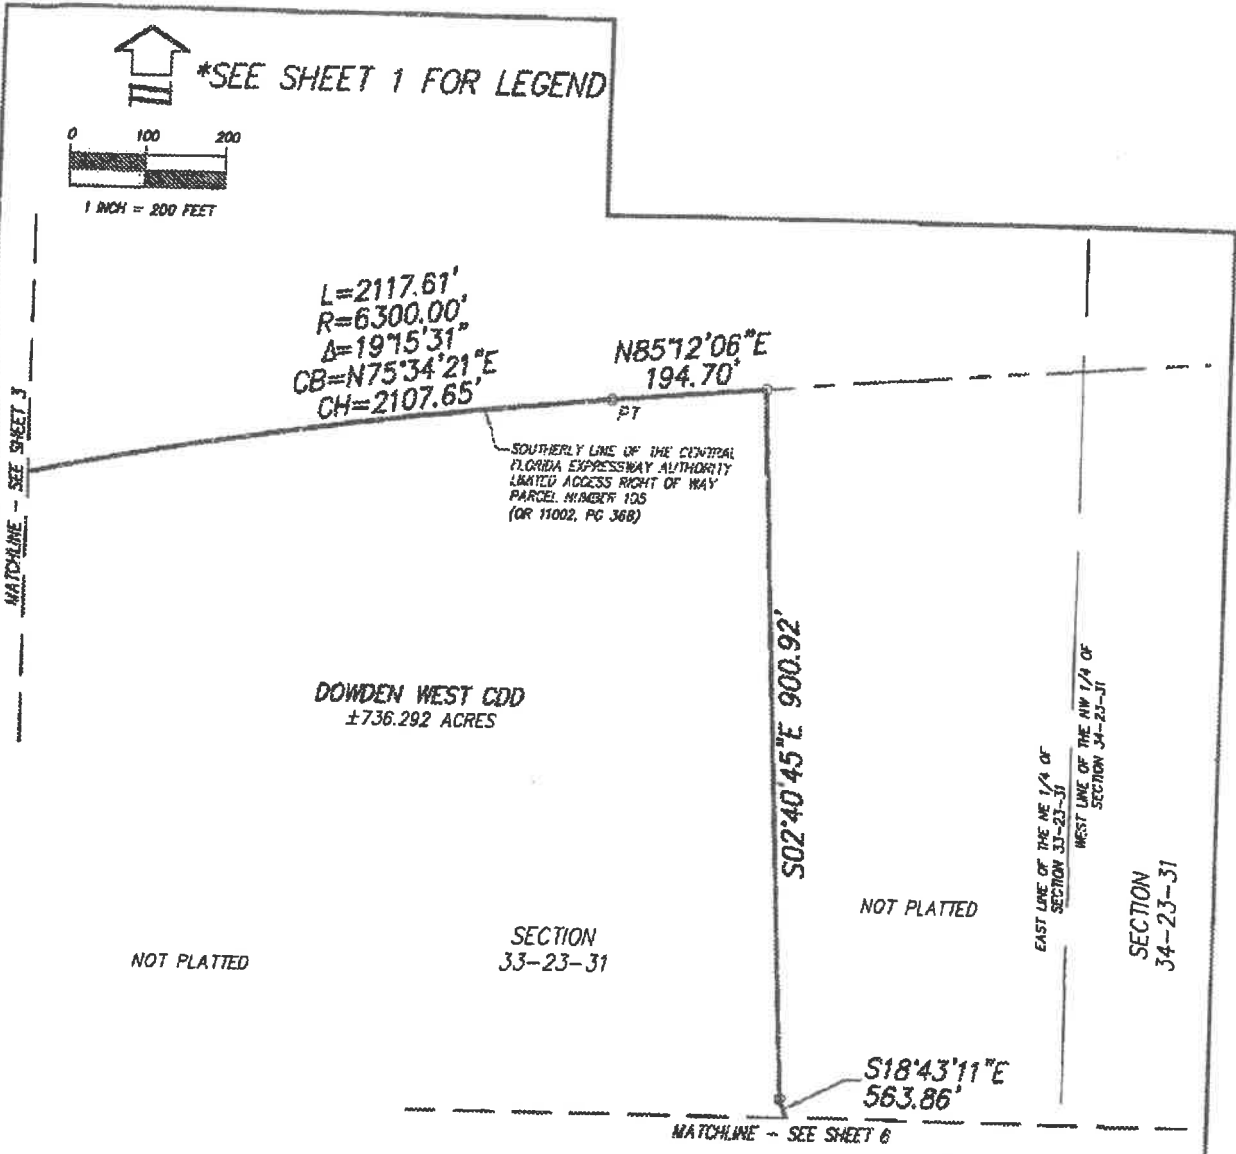 *SEE SHEET 1 FOR LEGEND
0 100 200
1 INCH = 200 FEET
L=2117.61'
R=6300.00'
Δ=19°15'31"
CB=N75°34'21"E
CH=2107.65'
N85°12'06"E
194.70'
PT
SOUTHERLY LINE OF THE CENTRAL
FLORIDA EXPRESSWAY AUTHORITY
LIMITED ACCESS RIGHT OF WAY
PARCEL NUMBER 105
(OR 11002, PG 368)
MATCHLINE - SEE SHEET 3
DOWDEN WEST CDD
±736.292 ACRES
S02°40'45"E 900.92'
EAST LINE OF THE NE 1/4 OF
SECTION 33-23-31
WEST LINE OF THE NW 1/4 OF
SECTION 34-23-31
SECTION
34-23-31
NOT PLATTED
SECTION
33-23-31
NOT PLATTED
S18°43'11"E
563.86'
MATCHLINE - SEE SHEET 6